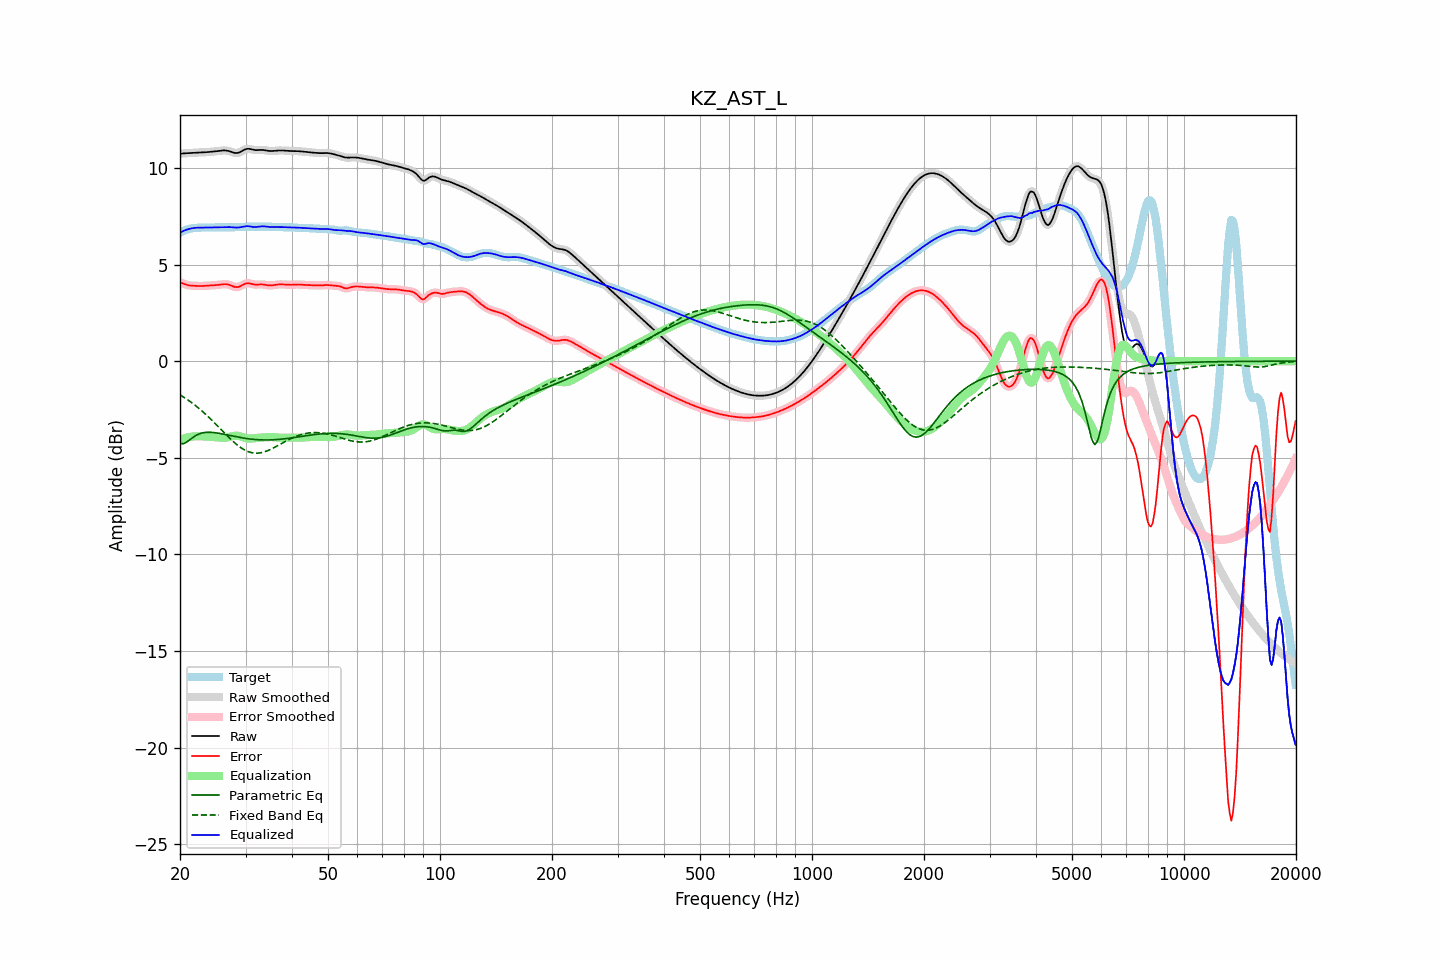 KZ_AST_L
Amplitude (dBr)
10
5
0
−5
−10
−15
−20
−25
Target
Raw Smoothed
Error Smoothed
Raw
Error
Equalization
Parametric Eq
Fixed Band Eq
Equalized
20 50 100 200 500 1000 2000 5000 10000 20000
Frequency (Hz)